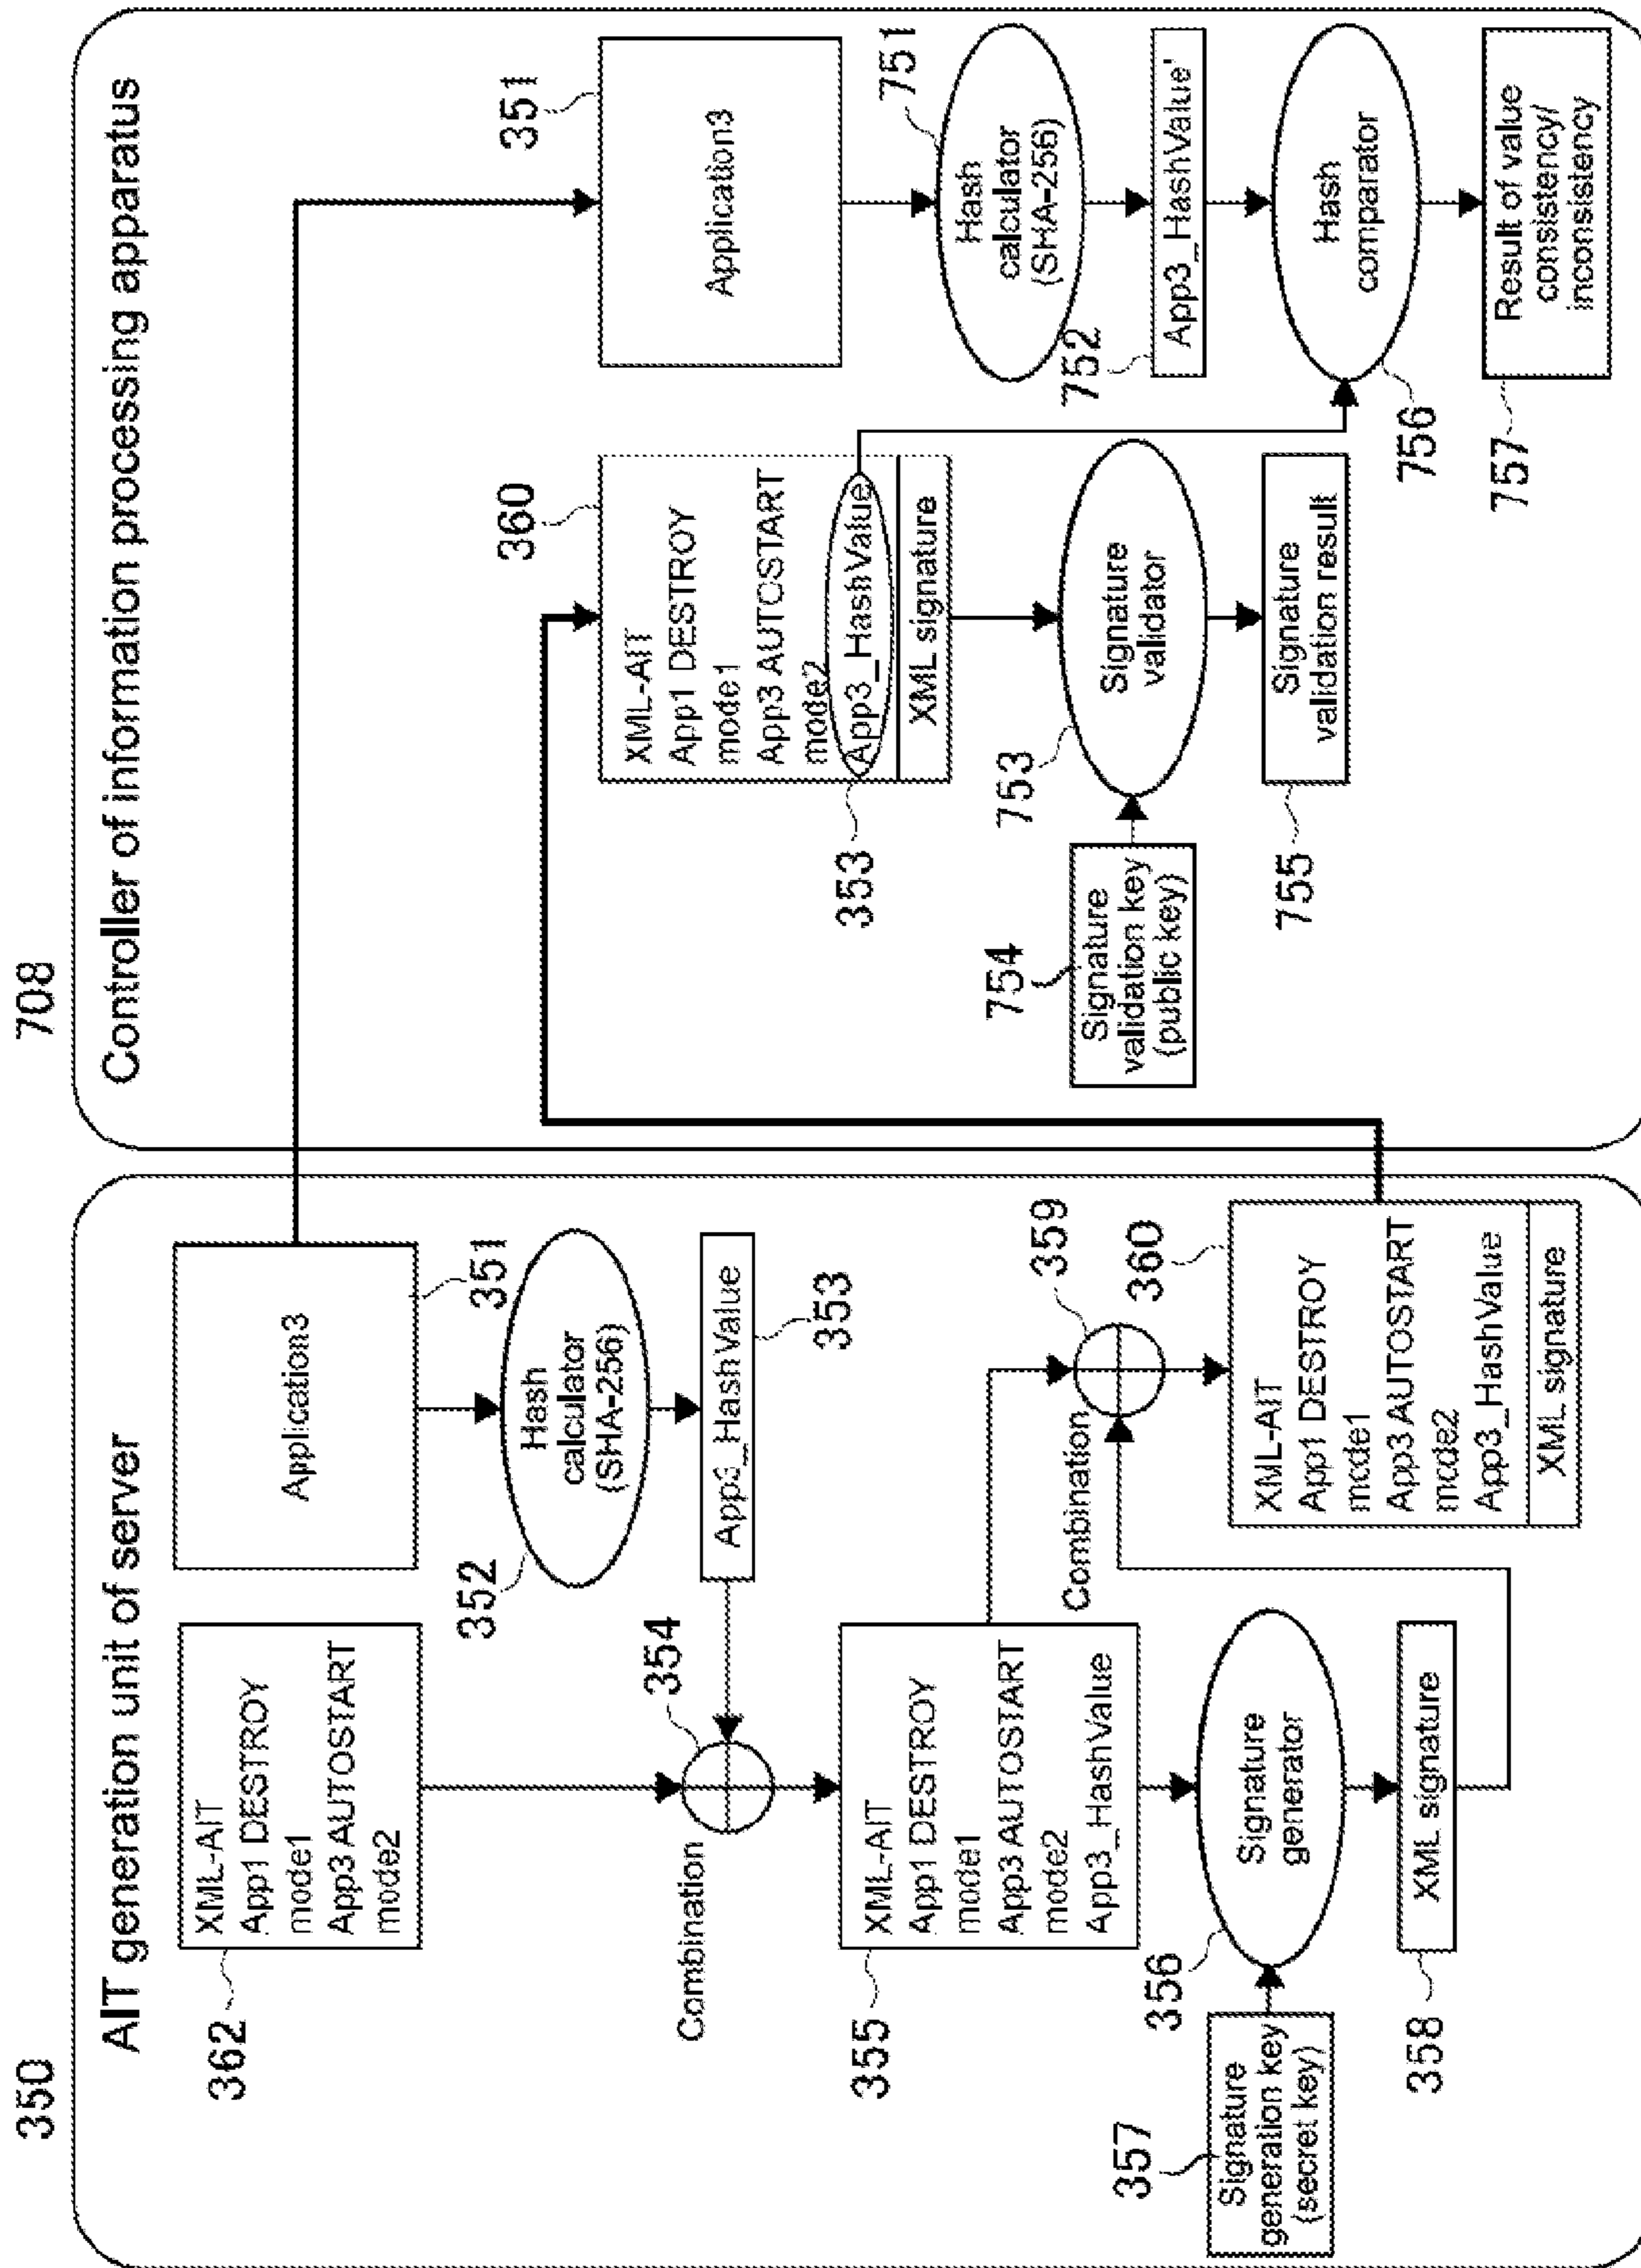 350
AIT generation unit of server
XML-AIT
App1 DESTROY
mode1
App3 AUTOSTART
mode2
362
Application3
351
Hash
calculator
(SHA-256)
352
App3_HashValue
353
Combination
354
XML-AIT
App1 DESTROY
mode1
App3 AUTOSTART
mode2
App3_HashValue
355
Signature
generator
356
Signature
generation key
(secret key)
357
XML signature
358
Combination
359
360
XML-AIT
App1 DESTROY
mode1
App3 AUTOSTART
mode2
App3_HashValue
XML signature
708
Controller of information processing apparatus
360
XML-AIT
App1 DESTROY
mode1
App3 AUTOSTART
mode2
App3_HashValue
XML signature
353
Signature
validator
753
754
Signature
validation key
(public key)
Signature
validation result
755
351
Application3
751
Hash
calculator
(SHA-256)
752
App3_HashValue'
Hash
comparator
756
Result of value
consistency/
inconsistency
757